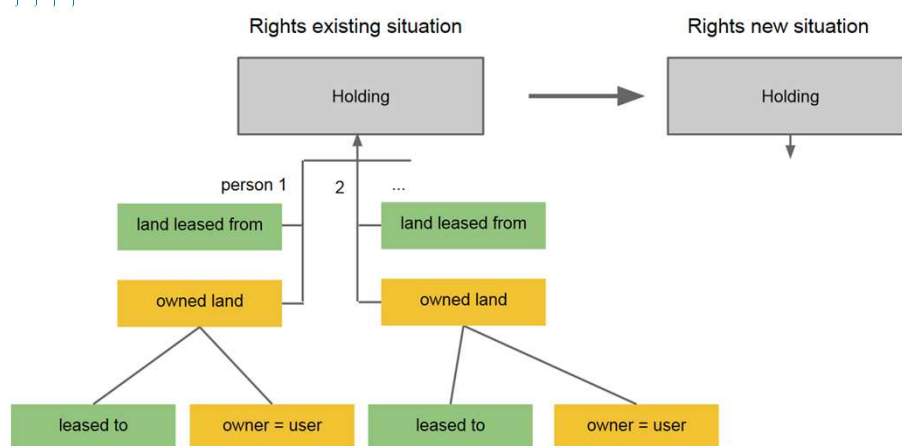 Rights existing situation
Rights new situation
Holding
Holding
person 1
2
...
land leased from
land leased from
owned land
owned land
leased to
owner = user
leased to
owner = user